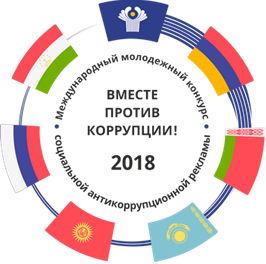 Международный молодежный конкурс
ВМЕСТЕ
ПРОТИВ
КОРРУПЦИИ!
2018
социальной антикоррупционной рекламы